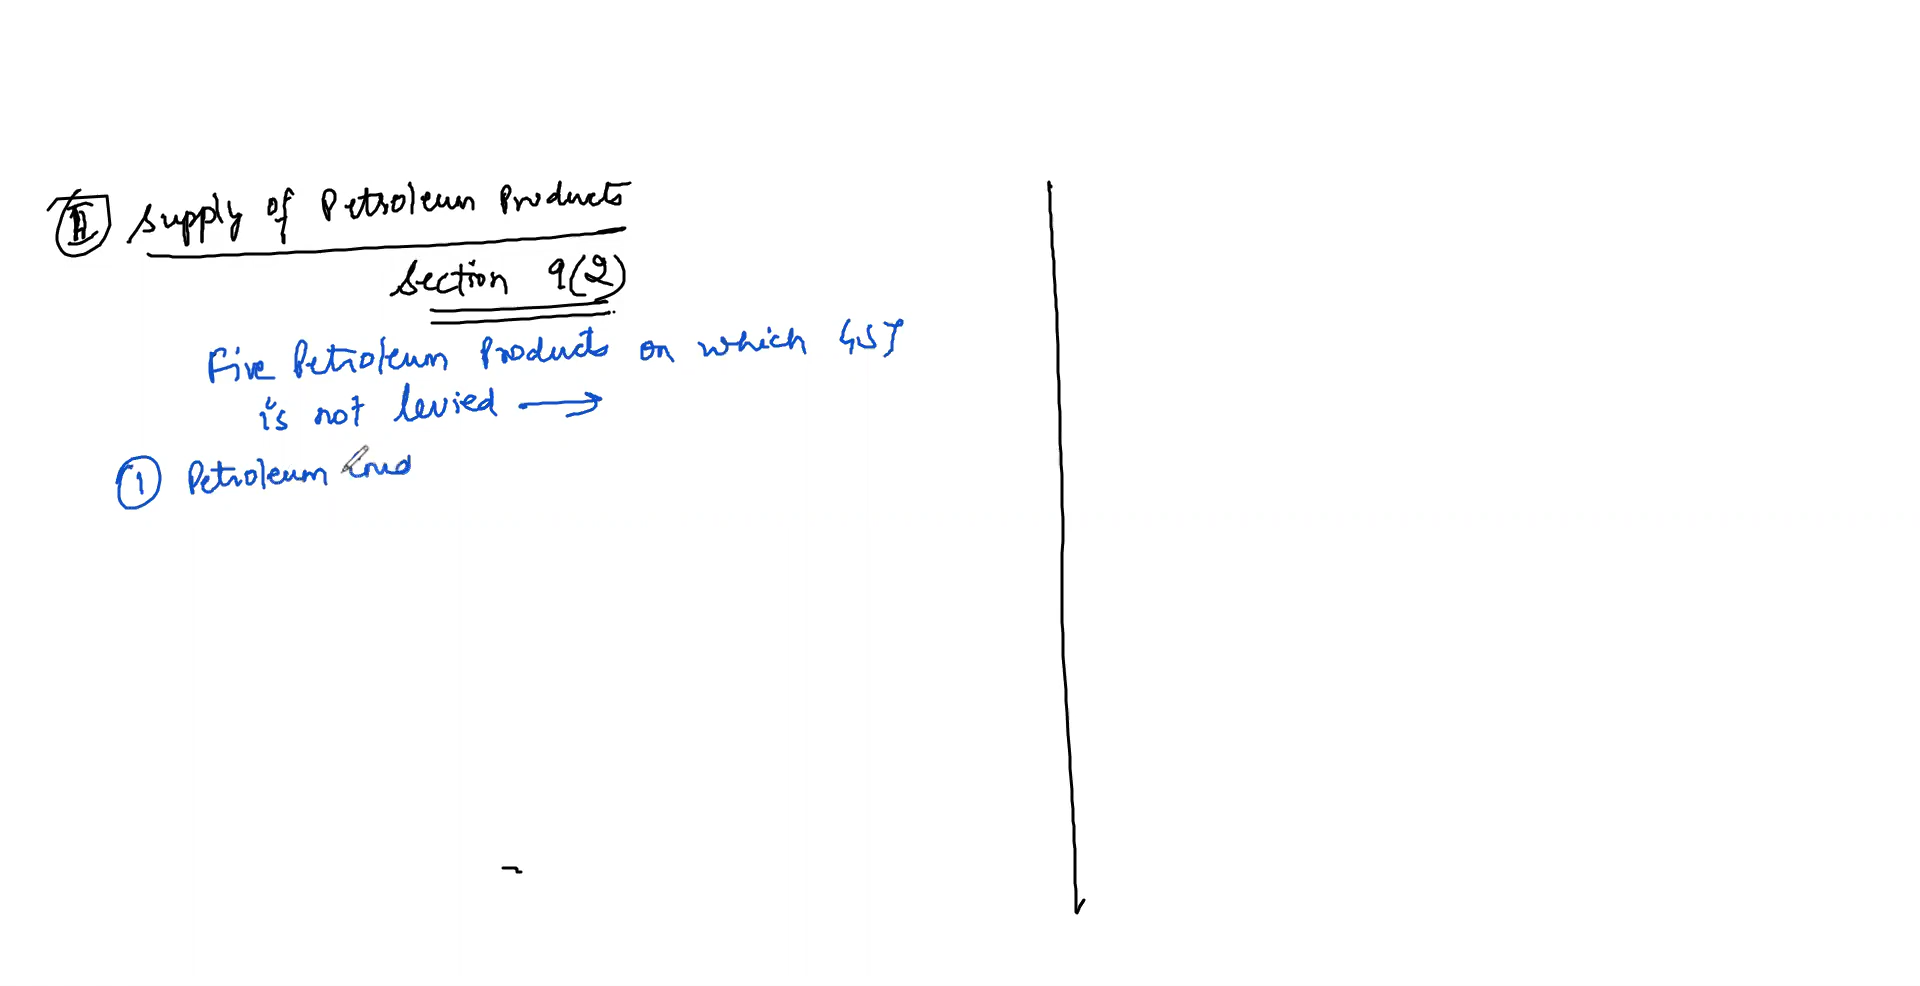 II Supply of Petroleum Products
Section 9(2)
Five Petroleum Products on which GST
is not levied →
1 Petroleum Crud